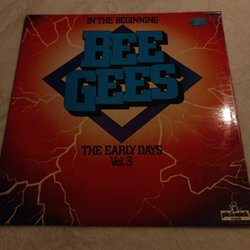 IN THE BEGINNING
BEE
GEES
THE EARLY DAYS
Vol. 3